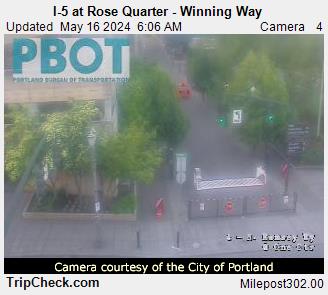 I-5 at Rose Quarter - Winning Way
Updated May 16 2024 6:06 AM Camera 4
PBOT
PORTLAND BUREAU OF TRANSPORTATION
Camera courtesy of the City of Portland
TripCheck.com Milepost302.00